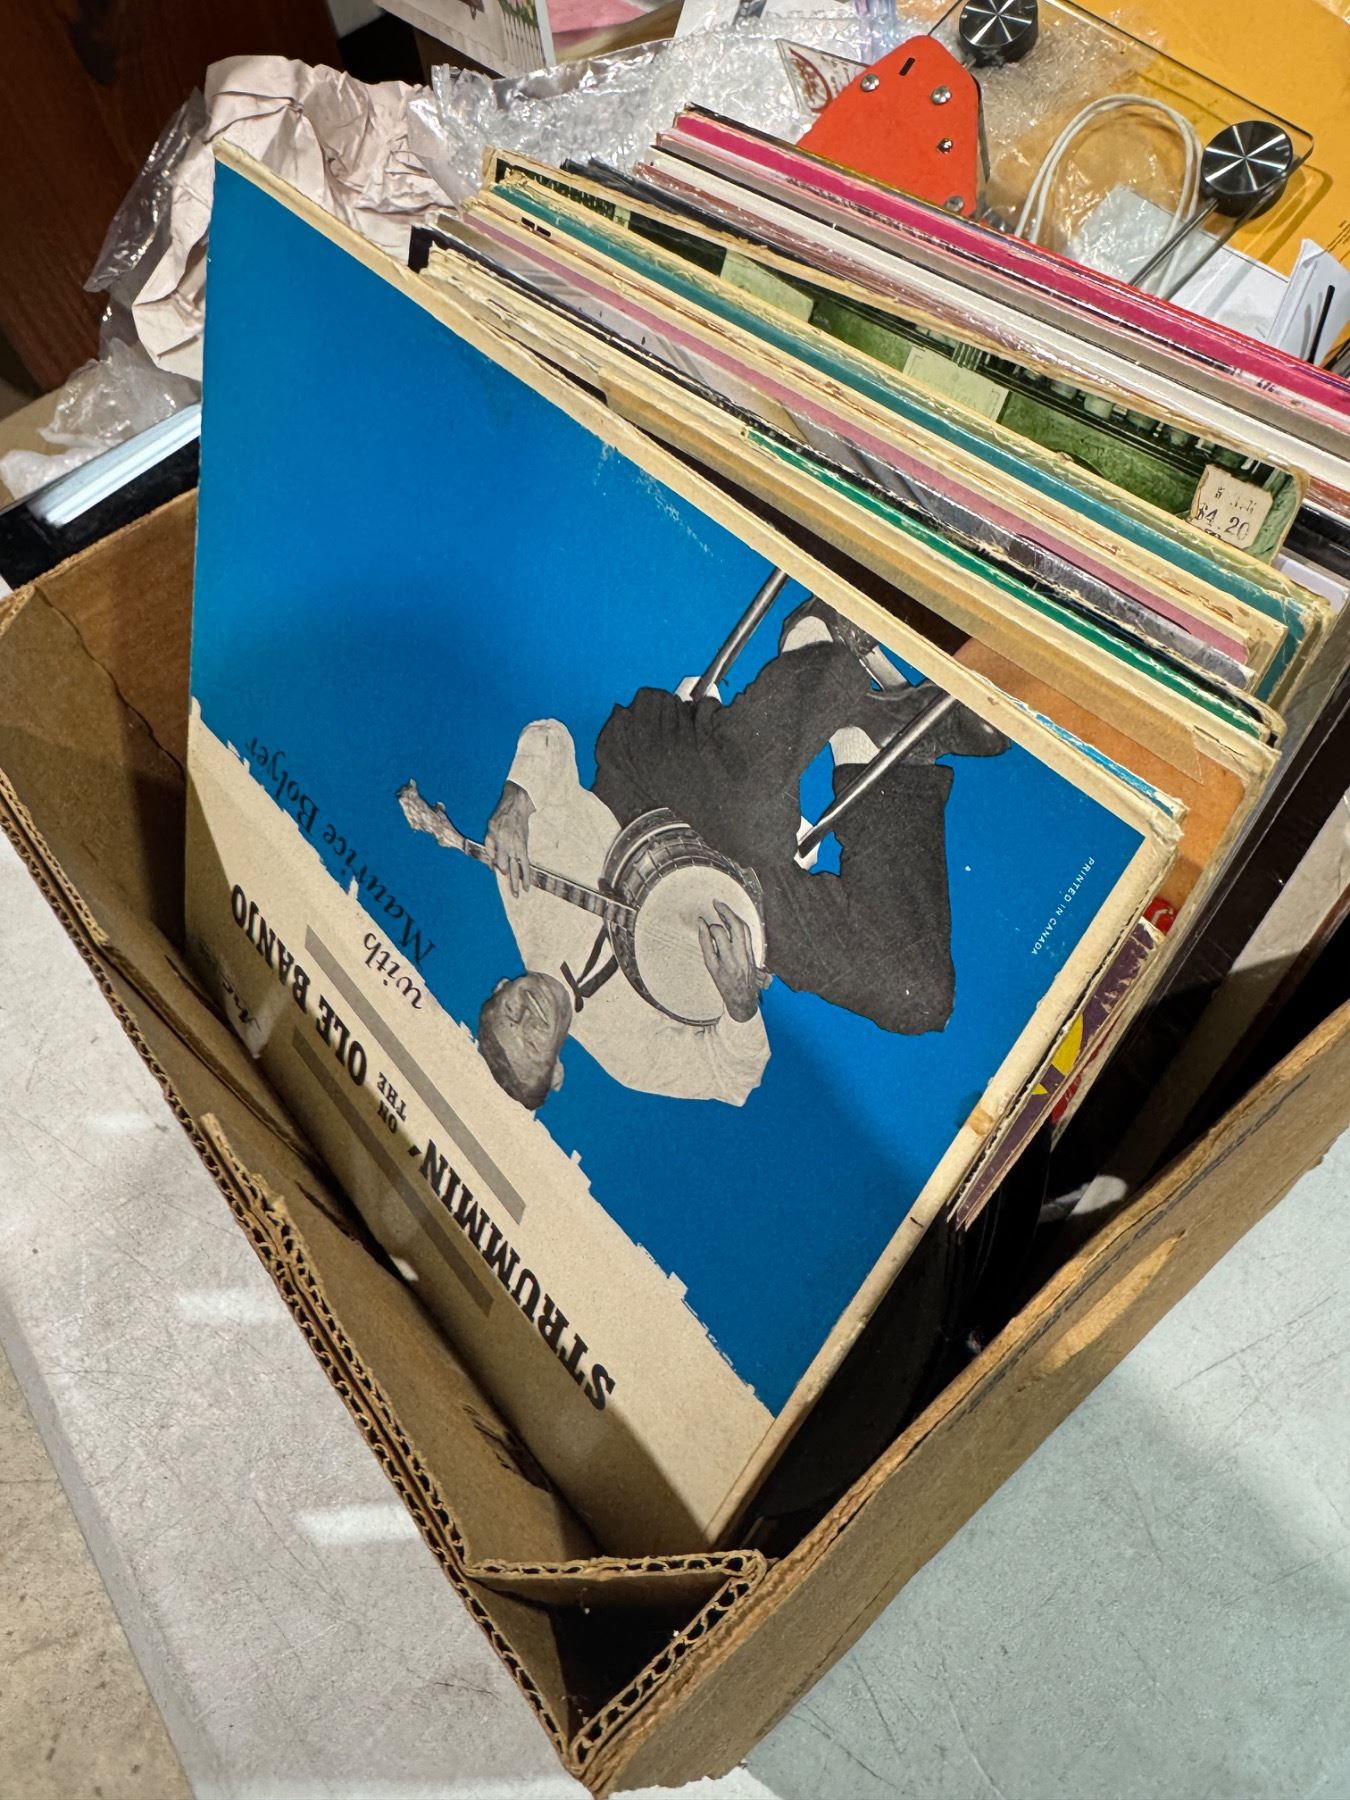 STRUMMIN'
ON
THE
OLE BANJO
with
Maurice Bolyer
PRINTED IN CANADA
$4.20